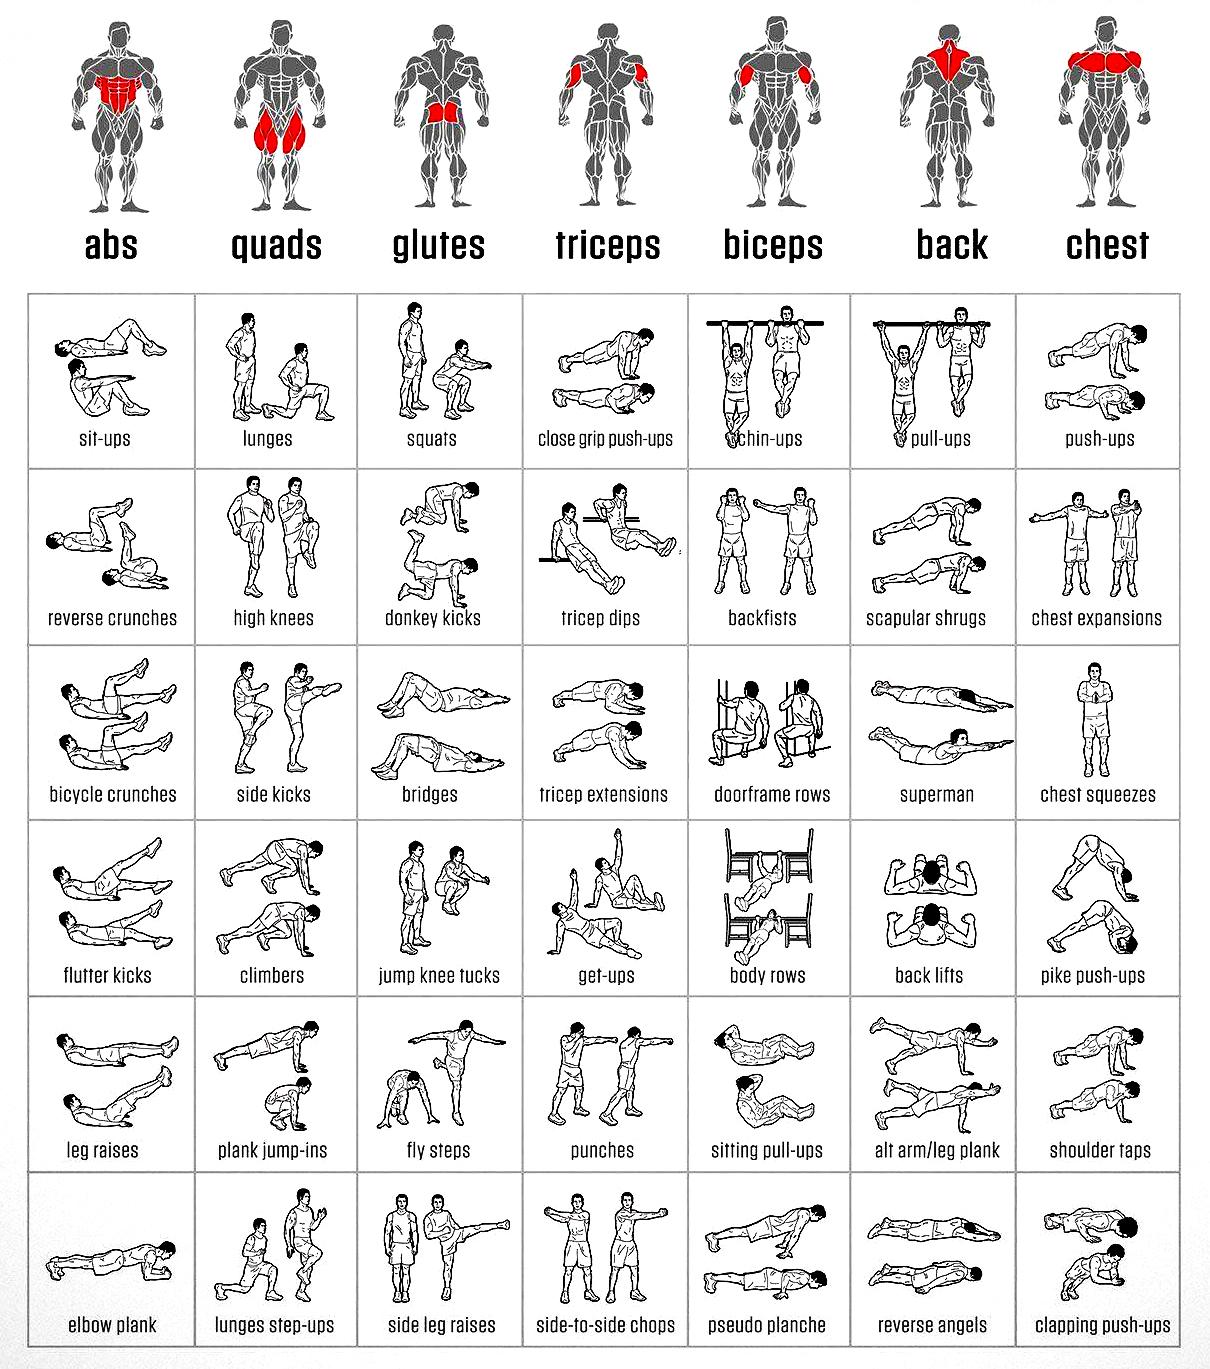 abs
quads
glutes
triceps
biceps
back
chest
sit-ups
lunges
squats
close grip push-ups
chin-ups
pull-ups
push-ups
reverse crunches
high knees
donkey kicks
tricep dips
backfists
scapular shrugs
chest expansions
bicycle crunches
side kicks
bridges
tricep extensions
doorframe rows
superman
chest squeezes
flutter kicks
climbers
jump knee tucks
get-ups
body rows
back lifts
pike push-ups
leg raises
plank jump-ins
fly steps
punches
sitting pull-ups
alt arm/leg plank
shoulder taps
elbow plank
lunges step-ups
side leg raises
side-to-side chops
pseudo planche
reverse angels
clapping push-ups